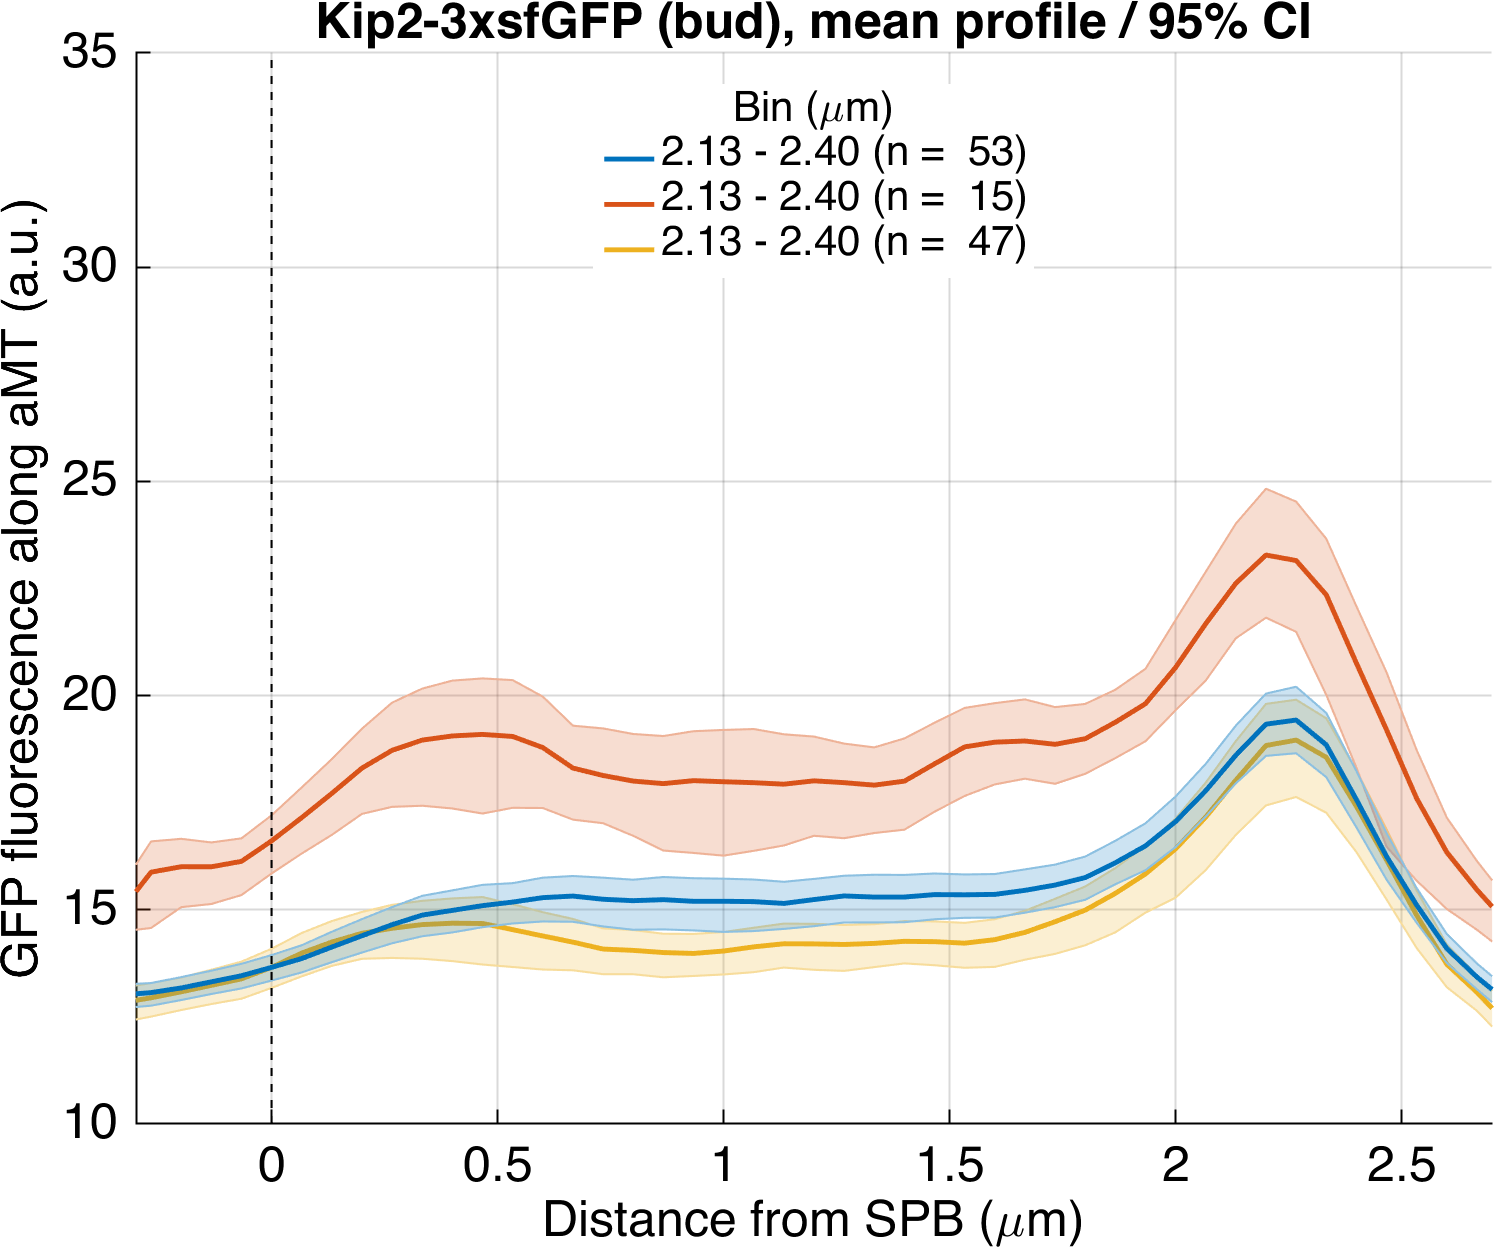 Kip2-3xsfGFP (bud), mean profile / 95% CI
GFP fluorescence along aMT (a.u.)
35
30
25
20
15
10
Bin (μm)
2.13 - 2.40 (n = 53)
2.13 - 2.40 (n = 15)
2.13 - 2.40 (n = 47)
0 0.5 1 1.5 2 2.5
Distance from SPB (μm)